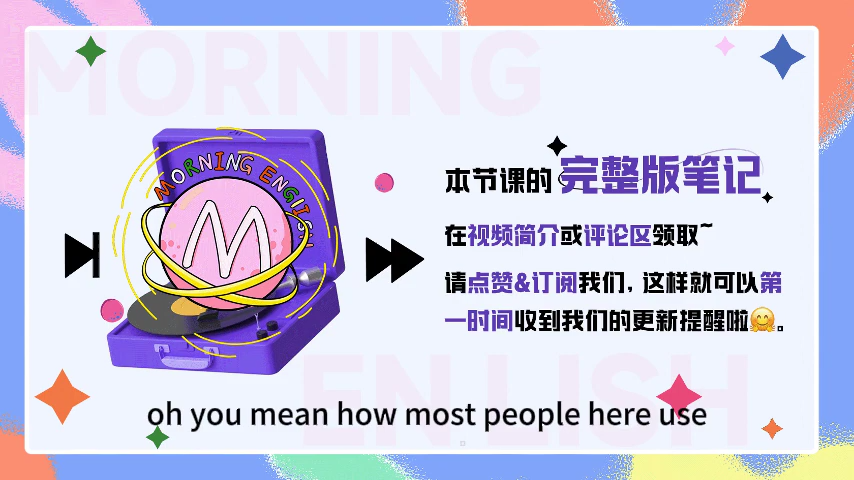 MORNING
MORNING ENGLISH
M
本节课的 完整版笔记
在视频简介或评论区领取~
请点赞&订阅我们, 这样就可以第
一时间收到我们的更新提醒啦🤗。
EN LISH
oh you mean how most people here use